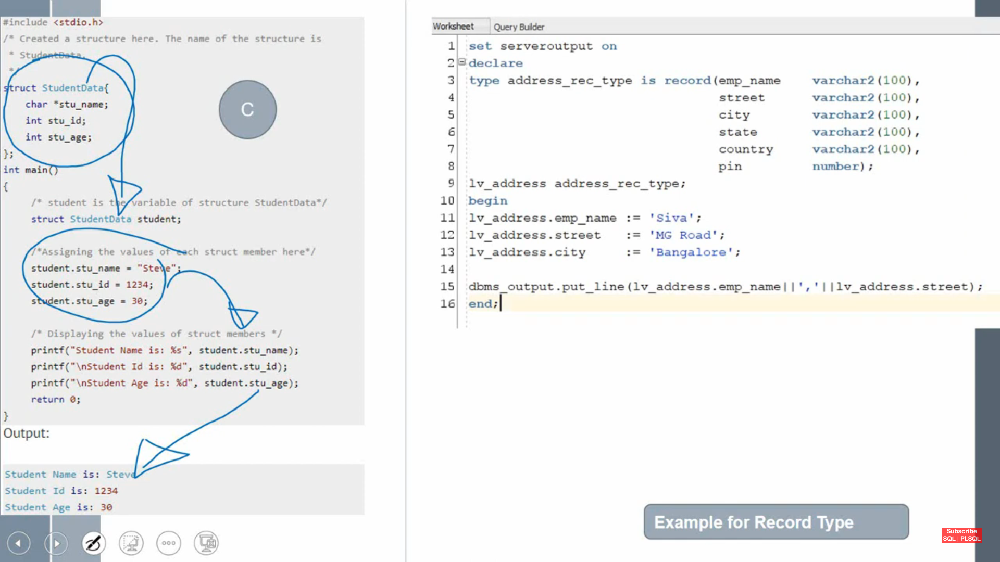 #include <stdio.h>
/* Created a structure here. The name of the structure is
* StudentData.
*/
struct StudentData{
char *stu_name;
int stu_id;
int stu_age;
};
int main()
{
/* student is the variable of structure StudentData*/
struct StudentData student;
/*Assigning the values of each struct member here*/
student.stu_name = "Steve";
student.stu_id = 1234;
student.stu_age = 30;
/* Displaying the values of struct members */
printf("Student Name is: %s", student.stu_name);
printf("\nStudent Id is: %d", student.stu_id);
printf("\nStudent Age is: %d", student.stu_age);
return 0;
}
Output:
Student Name is: Steve
Student Id is: 1234
Student Age is: 30
C
Worksheet Query Builder
1 set serveroutput on
2 declare
3 type address_rec_type is record(emp_name varchar2(100),
4 street varchar2(100),
5 city varchar2(100),
6 state varchar2(100),
7 country varchar2(100),
8 pin number);
9 lv_address address_rec_type;
10 begin
11 lv_address.emp_name := 'Siva';
12 lv_address.street := 'MG Road';
13 lv_address.city := 'Bangalore';
14
15 dbms_output.put_line(lv_address.emp_name||','||lv_address.street);
16 end;
Example for Record Type
Subscribe
SQL | PLSQL